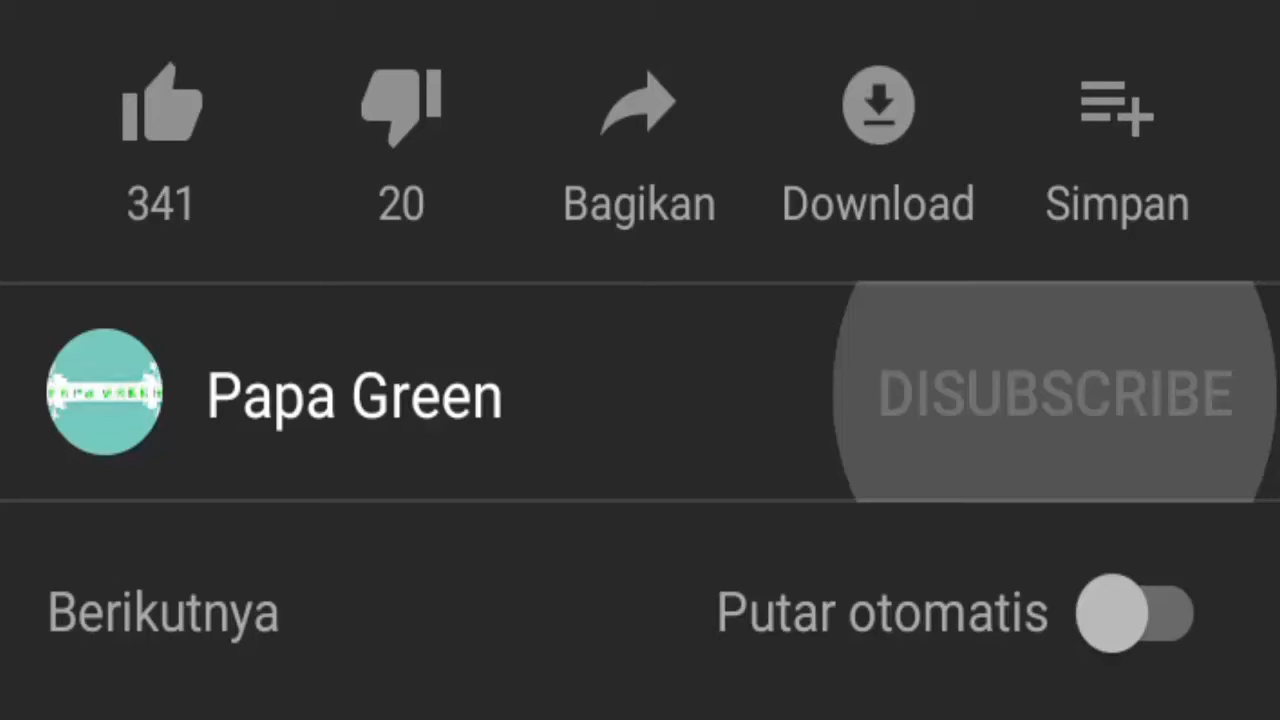 341 20 Bagikan Download Simpan
Papa Green DISUBSCRIBE
Berikutnya Putar otomatis